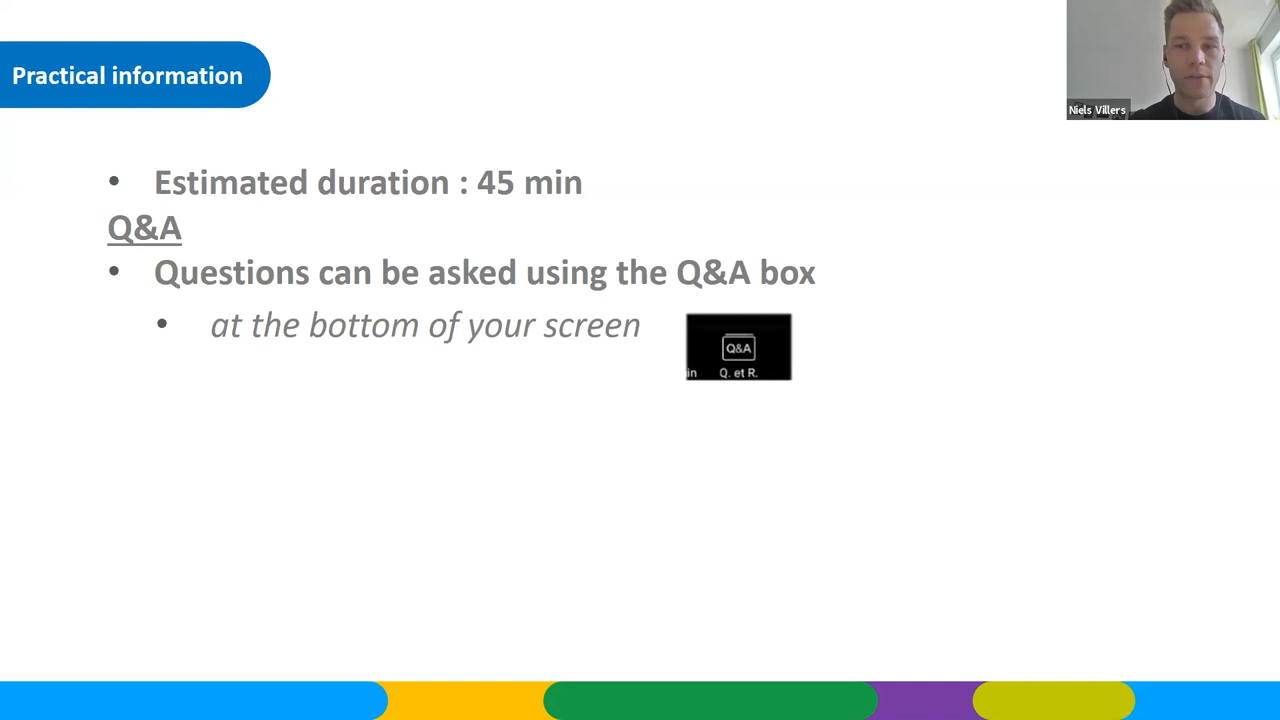 Practical information
Niels Villers
• Estimated duration : 45 min
Q&A
• Questions can be asked using the Q&A box
• at the bottom of your screen
Q&A
in Q. et R.